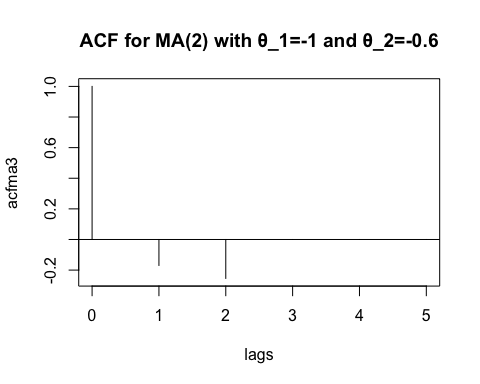 ACF for MA(2) with θ_1=-1 and θ_2=-0.6
acfma3
1.0
0.6
0.2
-0.2
0 1 2 3 4 5
lags